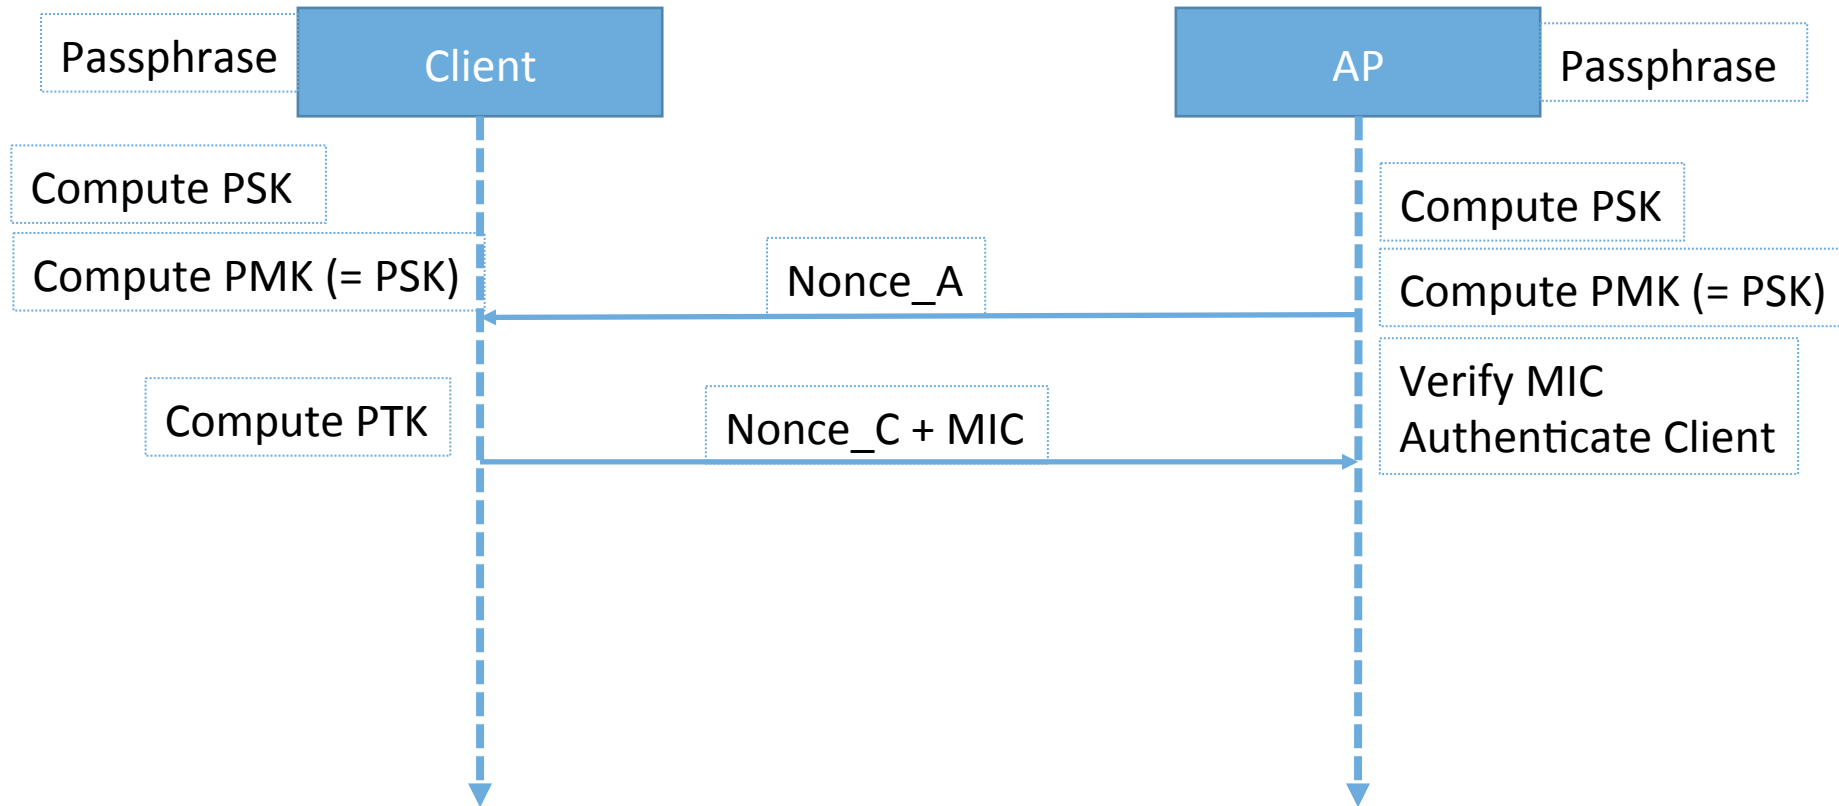 Passphrase
Client
AP
Passphrase
Compute PSK
Compute PSK
Compute PMK (= PSK)
Nonce_A
Compute PMK (= PSK)
Compute PTK
Nonce_C + MIC
Verify MIC
Authenticate Client